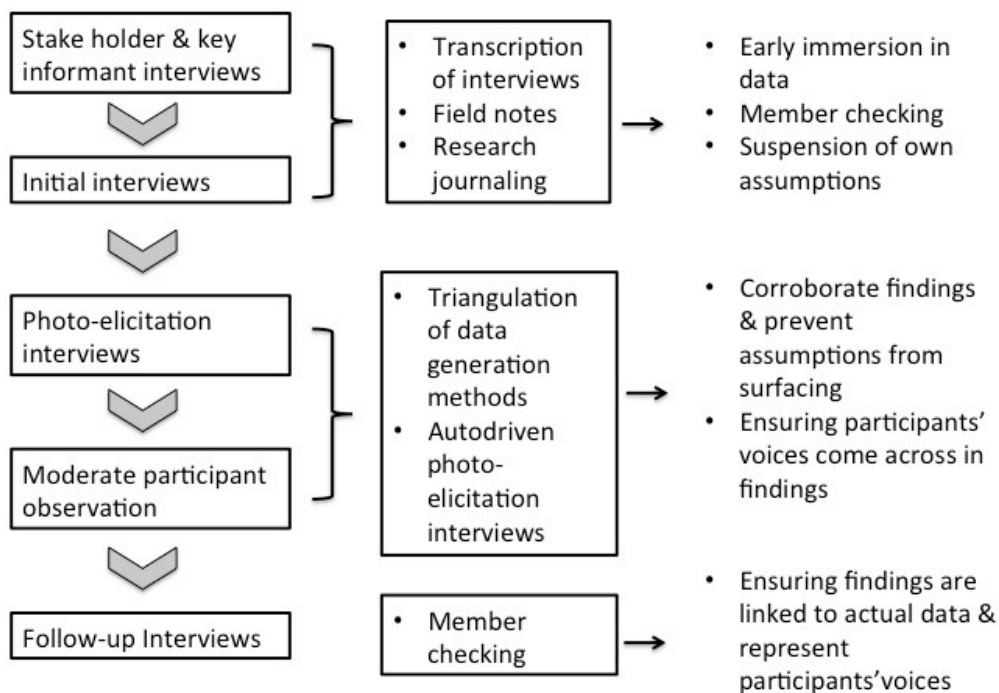 Stake holder & key
informant interviews
Initial interviews
• Transcription
of interviews
• Field notes
• Research
journaling
• Early immersion in
data
• Member checking
• Suspension of own
assumptions
Photo-elicitation
interviews
Moderate participant
observation
• Triangulation
of data
generation
methods
• Autodriven
photo-
elicitation
interviews
• Corroborate findings
& prevent
assumptions from
surfacing
• Ensuring participants’
voices come across in
findings
Follow-up Interviews
• Member
checking
• Ensuring findings are
linked to actual data &
represent
participants’voices